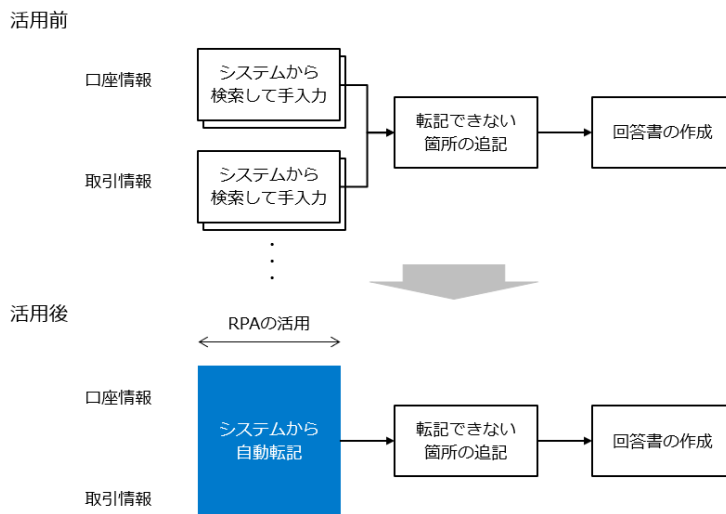 活用前
口座情報
システムから
検索して手入力
転記できない
箇所の追記
回答書の作成
取引情報
システムから
検索して手入力
活用後
RPAの活用
口座情報
システムから
自動転記
転記できない
箇所の追記
回答書の作成
取引情報